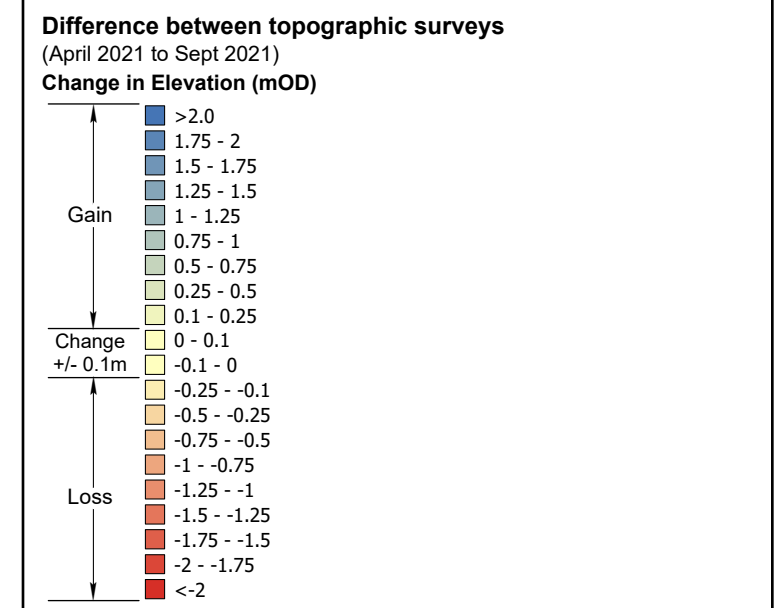 Difference between topographic surveys
(April 2021 to Sept 2021)
Change in Elevation (mOD)
>2.0
1.75 - 2
1.5 - 1.75
1.25 - 1.5
Gain
1 - 1.25
0.75 - 1
0.5 - 0.75
0.25 - 0.5
0.1 - 0.25
Change
+/- 0.1m
0 - 0.1
-0.1 - 0
-0.25 - -0.1
-0.5 - -0.25
-0.75 - -0.5
-1 - -0.75
Loss
-1.25 - -1
-1.5 - -1.25
-1.75 - -1.5
-2 - -1.75
<-2